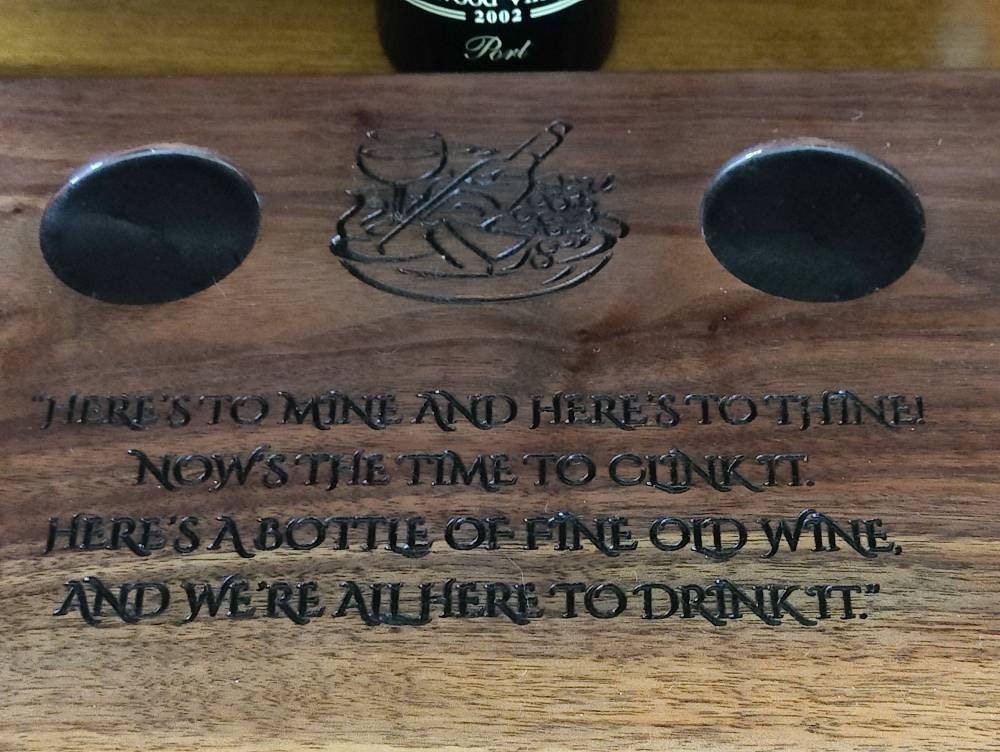 2002
Port
"HERE'S TO MINE AND HERE'S TO THINE!
NOW'S THE TIME TO CLINK IT.
HERE'S A BOTTLE OF FINE OLD WINE,
AND WE'RE ALL HERE TO DRINK IT."